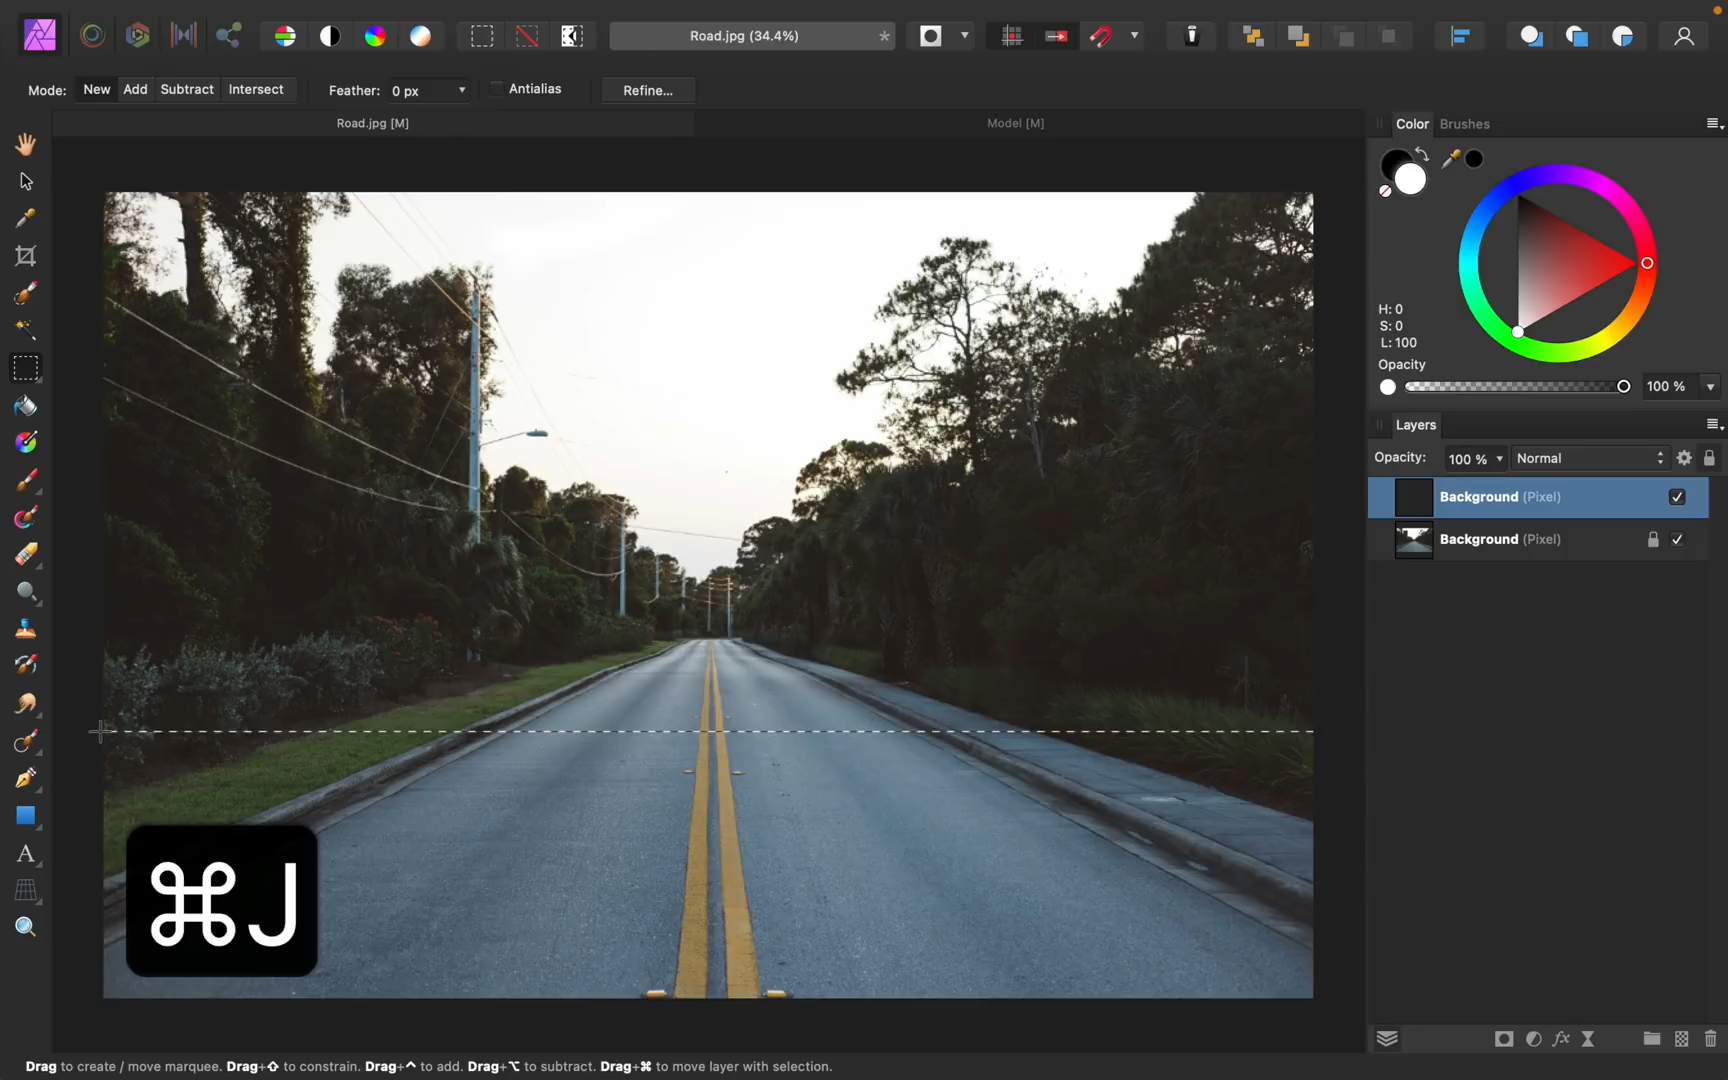 Road.jpg (34.4%)
*
Mode:
New
Add
Subtract
Intersect
Feather:
0 px
Antialias
Refine...
Road.jpg [M]
Model [M]
Color
Brushes
H: 0
S: 0
L: 100
Opacity
100 %
Layers
Opacity:
100 %
Normal
Background (Pixel)
Background (Pixel)
⌘J
A
fx
Drag to create / move marquee. Drag+⇧ to constrain. Drag+⌃ to add. Drag+⌥ to subtract. Drag+⌘ to move layer with selection.